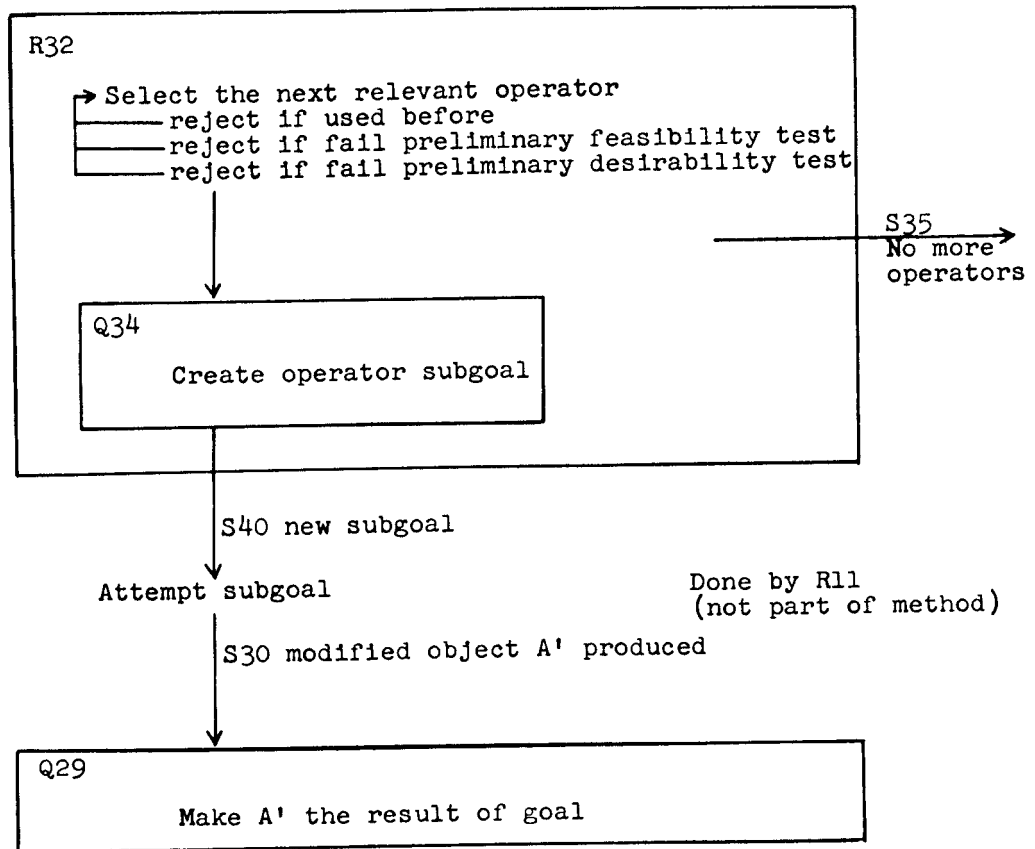 R32
Select the next relevant operator
reject if used before
reject if fail preliminary feasibility test
reject if fail preliminary desirability test
S35
No more
operators
Q34
Create operator subgoal
S40 new subgoal
Attempt subgoal
Done by R11
(not part of method)
S30 modified object A' produced
Q29
Make A' the result of goal